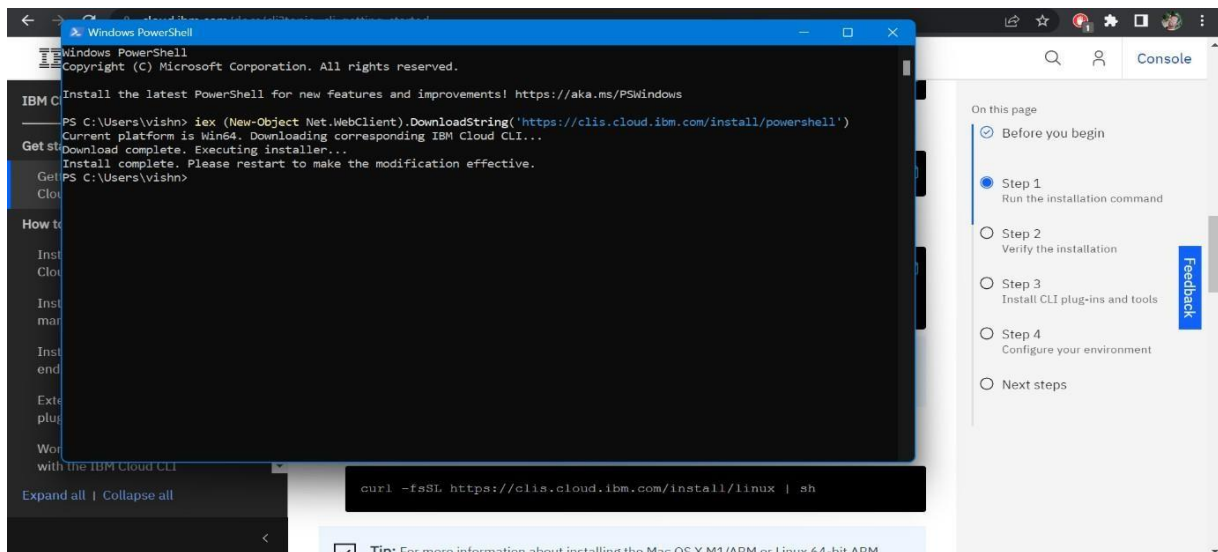 Windows PowerShell
Windows PowerShell
Copyright (C) Microsoft Corporation. All rights reserved.
Install the latest PowerShell for new features and improvements! https://aka.ms/PSWindows
PS C:\Users\vishn> iex (New-Object Net.WebClient).DownloadString('https://clis.cloud.ibm.com/install/powershell')
Current platform is Win64. Downloading corresponding IBM Cloud CLI...
Download complete. Executing installer...
Install complete. Please restart to make the modification effective.
PS C:\Users\vishn>
IBM
Get
How
with the IBM Cloud CLI
Expand all | Collapse all
curl -fsSL https://clis.cloud.ibm.com/install/linux | sh
Tip: For more information about installing the Mac OS X M1/ARM or Linux 64-bit ARM
Console
On this page
Before you begin
Step 1
Run the installation command
Step 2
Verify the installation
Step 3
Install CLI plug-ins and tools
Step 4
Configure your environment
Next steps
Feedback